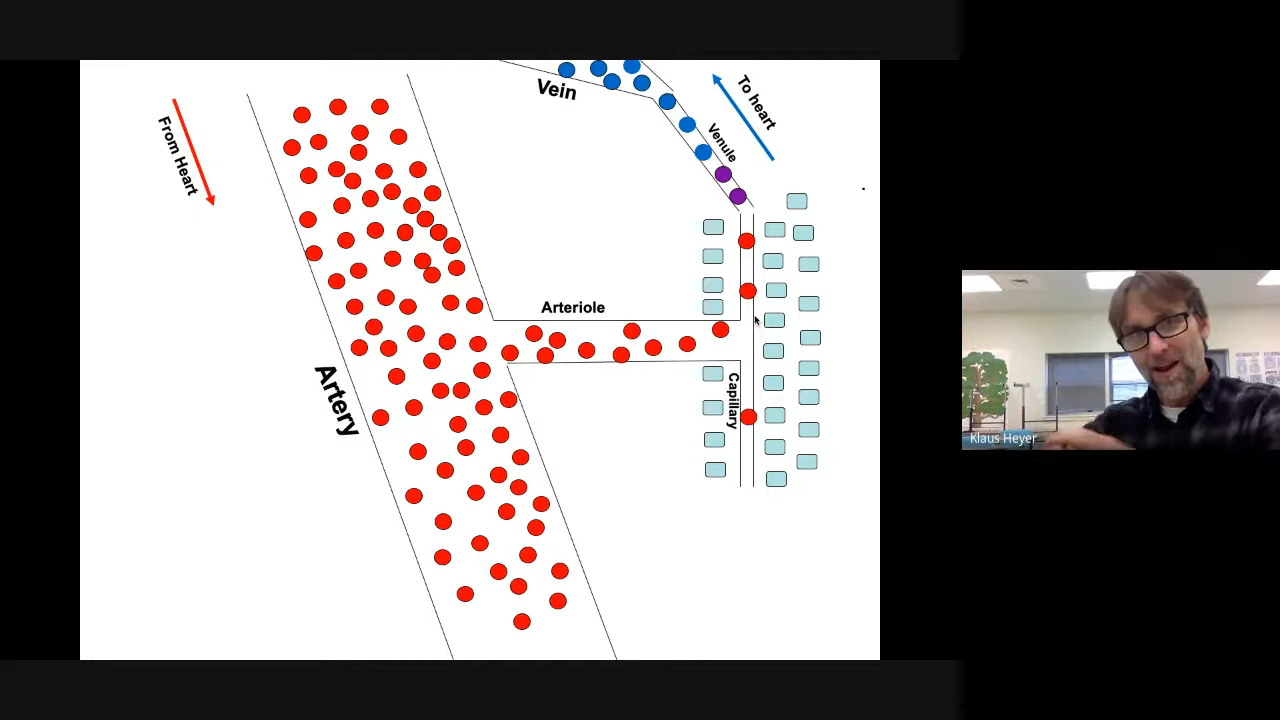 From Heart
Vein
To heart
Venule
Arteriole
Artery
Capillary
Klaus Heyer